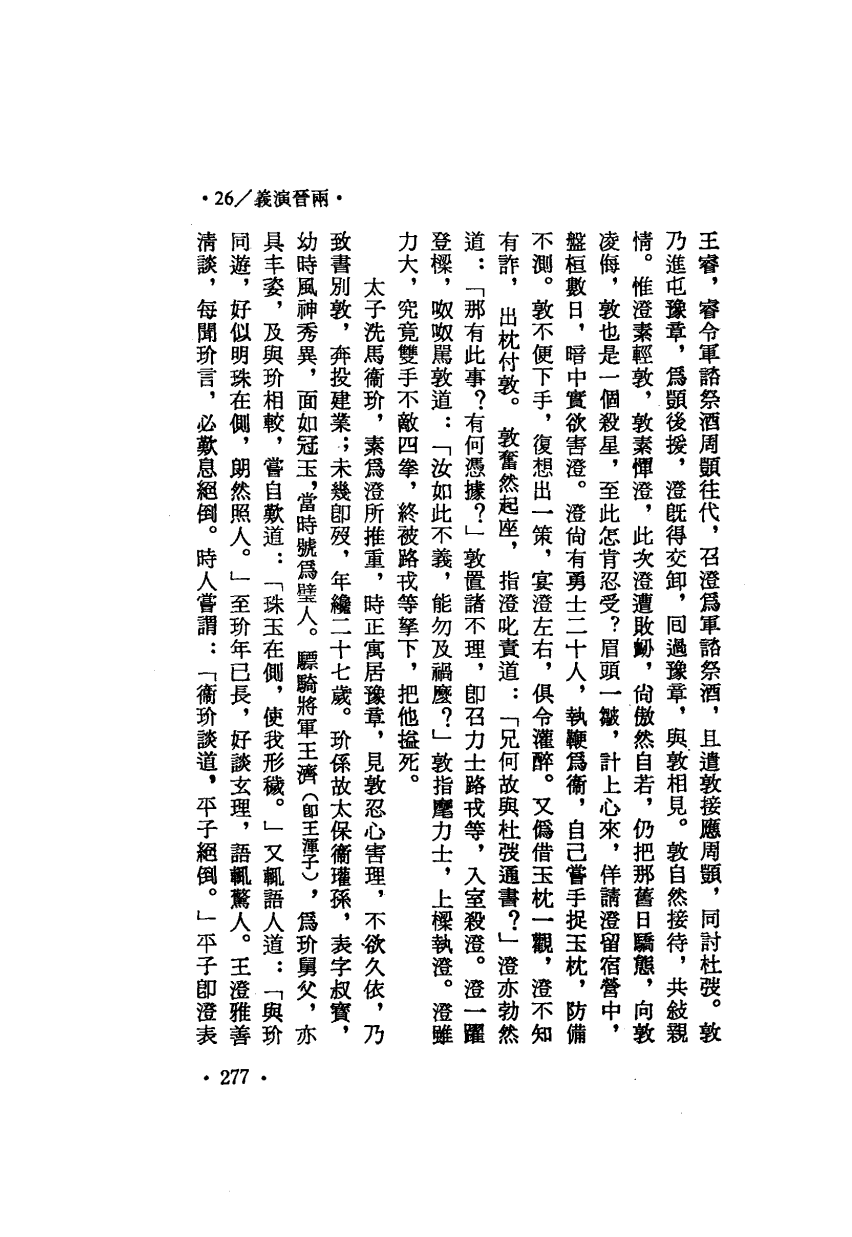 ・26／義演晉兩・
王睿，睿令軍諮祭酒周顗往代，召澄爲軍諮祭酒，且遣敦接應周顗，同討杜弢。敦
乃進屯豫章，爲顗後援，澄旣得交卸，回過豫章，與敦相見。敦自然接待，共敍親
情。惟澄素輕敦，敦素憚澄，此次澄遭敗衂，尙傲然自若，仍把那舊日驕態，向敦
凌侮，敦也是一個殺星，至此怎肯忍受？眉頭一皺，計上心來，佯請澄留宿營中，
盤桓數日，暗中實欲害澄。澄尙有勇士二十人，執鞭爲衞，自己嘗手捉玉枕，防備
不測。敦不便下手，復想出一策，宴澄左右，俱令灌醉。又僞借玉枕一觀，澄不知
有詐，出枕付敦。敦奮然起座，指澄叱責道：「兄何故與杜弢通書？」澄亦勃然
道：「那有此事？有何憑據？」敦置諸不理，卽召力士路戎等，入室殺澄。澄一躍
登樑，呶呶駡敦道：「汝如此不義，能勿及禍麼？」敦指麾力士，上樑執澄。澄雖
力大，究竟雙手不敵四拳，終被路戎等拏下，把他搤死。
太子洗馬衞玠，素爲澄所推重，時正寓居豫章，見敦忍心害理，不欲久依，乃
致書別敦，奔投建業；未幾卽歿，年纔二十七歲。玠係故太保衞瓘孫，表字叔寶，
幼時風神秀異，面如冠玉，當時號爲璧人。驃騎將軍王濟（卽王渾子），爲玠舅父，亦
具丰姿，及與玠相較，嘗自歎道：「珠玉在側，使我形穢。」又輒語人道：「與玠
同遊，好似明珠在側，朗然照人。」至玠年已長，好談玄理，語輒驚人。王澄雅善
淸談，每聞玠言，必歎息絕倒。時人嘗謂：「衞玠談道，平子絕倒。」平子卽澄表
・277・